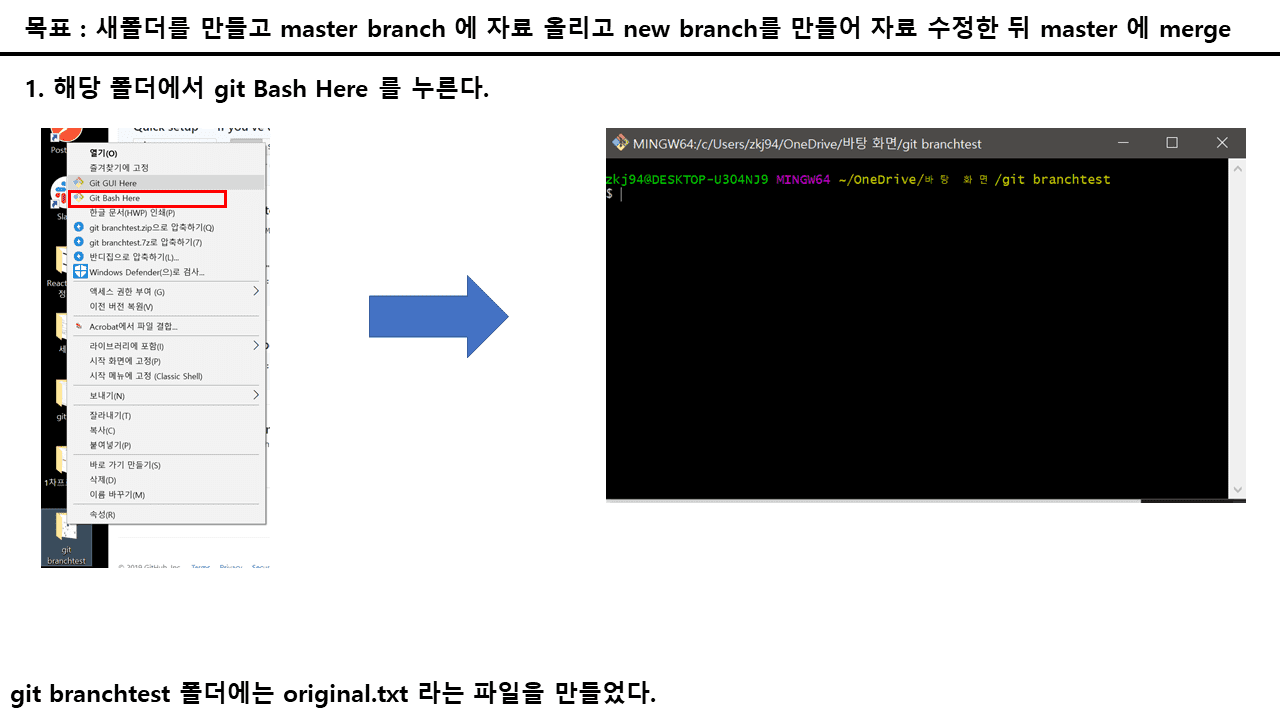 목표 : 새폴더를 만들고 master branch 에 자료 올리고 new branch를 만들어 자료 수정한 뒤 master 에 merge
1. 해당 폴더에서 git Bash Here 를 누른다.
Quick setup
Post
열기(O)
즐겨찾기에 고정
Git GUI Here
Git Bash Here
Sla
한글 문서(HWP) 인쇄(P)
git branchtest.zip으로 압축하기(Q)
git branchtest.7z로 압축하기(7)
반디집으로 압축하기(L)...
Windows Defender(으)로 검사...
React
정
액세스 권한 부여 (G)
이전 버전 복원(V)
Acrobat에서 파일 결합...
세
라이브러리에 포함(I)
시작 화면에 고정(P)
시작 메뉴에 고정 (Classic Shell)
보내기(N)
git
잘라내기(T)
복사(C)
붙여넣기(P)
바로 가기 만들기(S)
1차프
삭제(D)
이름 바꾸기(M)
속성(R)
git
branchtest
© 2019 GitHub, Inc. Terms Privacy Secur
MINGW64:/c/Users/zkj94/OneDrive/바탕 화면/git branchtest
zkj94@DESKTOP-U3O4NJ9 MINGW64 ~/OneDrive/바탕 화면/git branchtest
$
git branchtest 폴더에는 original.txt 라는 파일을 만들었다.